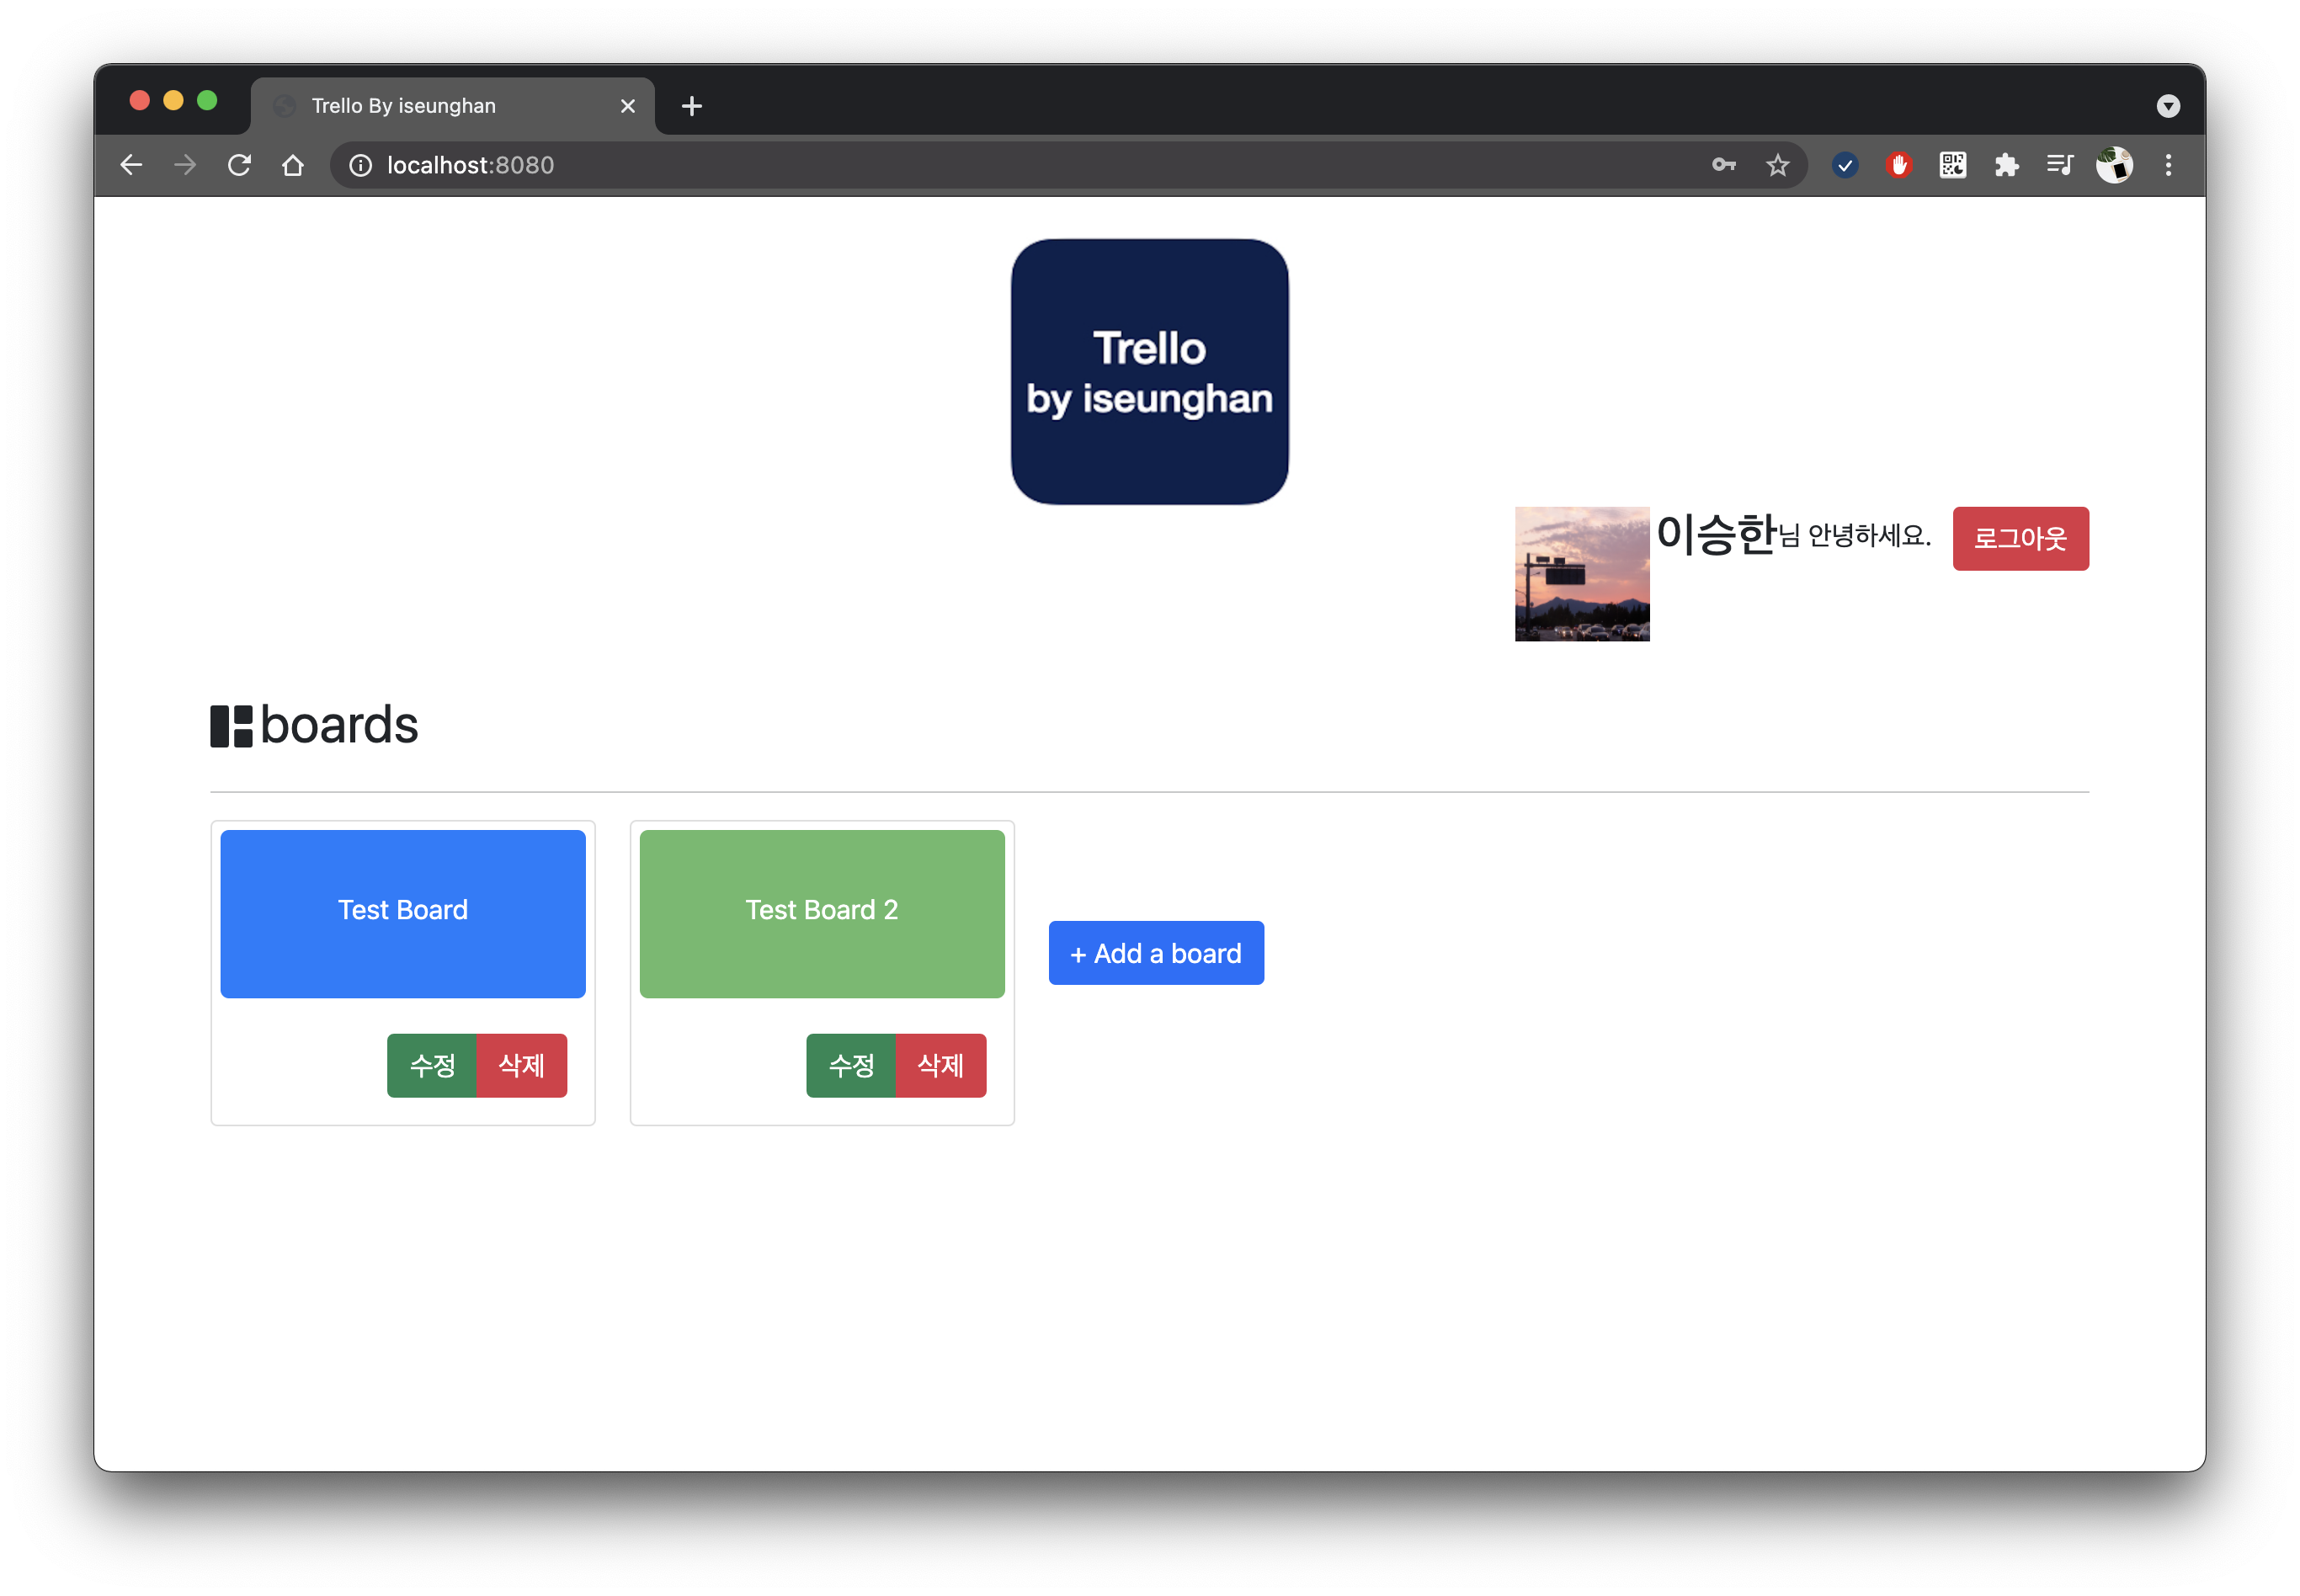 Trello By iseunghan
localhost:8080
Trello
by iseunghan
이승한님 안녕하세요.
로그아웃
boards
Test Board
Test Board 2
+ Add a board
수정
삭제
수정
삭제